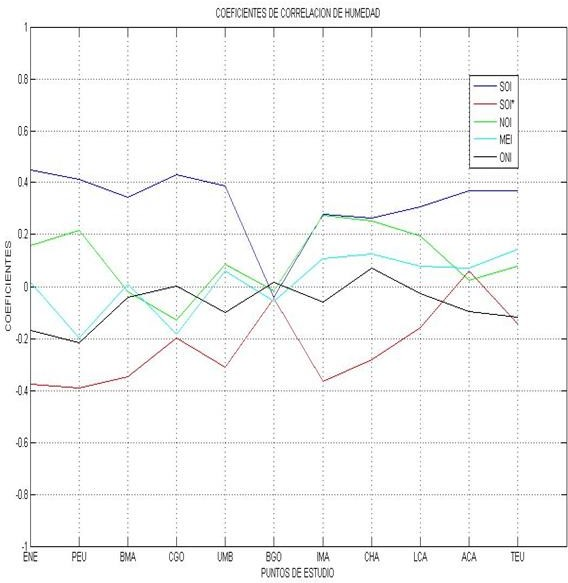 COEFICIENTES DE CORRELACION DE HUMEDAD
1
0.8
0.6
0.4
0.2
0
-0.2
-0.4
-0.6
-0.8
-1
COEFICIENTES
SOI
SOI*
NOI
MEI
ONI
ENE PEU BMA CGO UMB BGO IMA CHA LCA ACA TEU
PUNTOS DE ESTUDIO